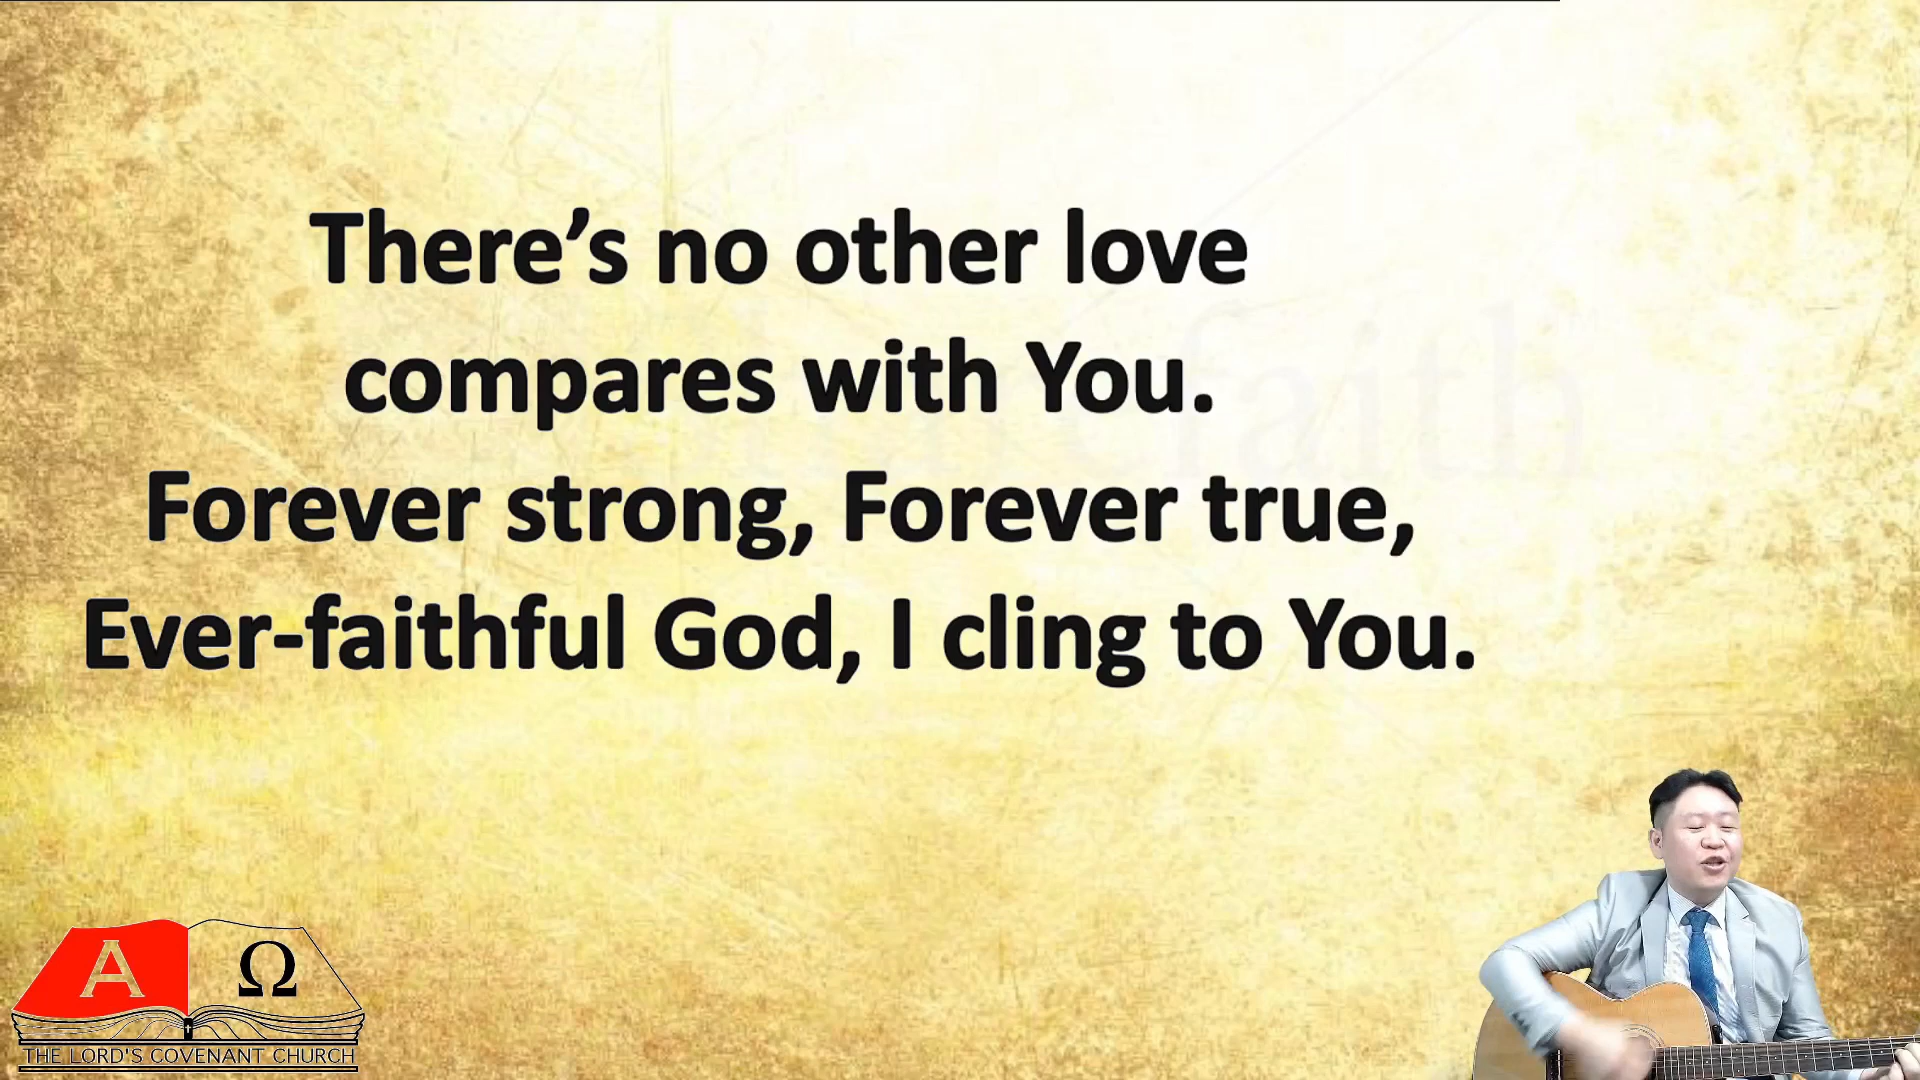 There’s no other love
compares with You.
Forever strong, Forever true,
Ever-faithful God, I cling to You.
faith
Α Ω
THE LORD'S COVENANT CHURCH